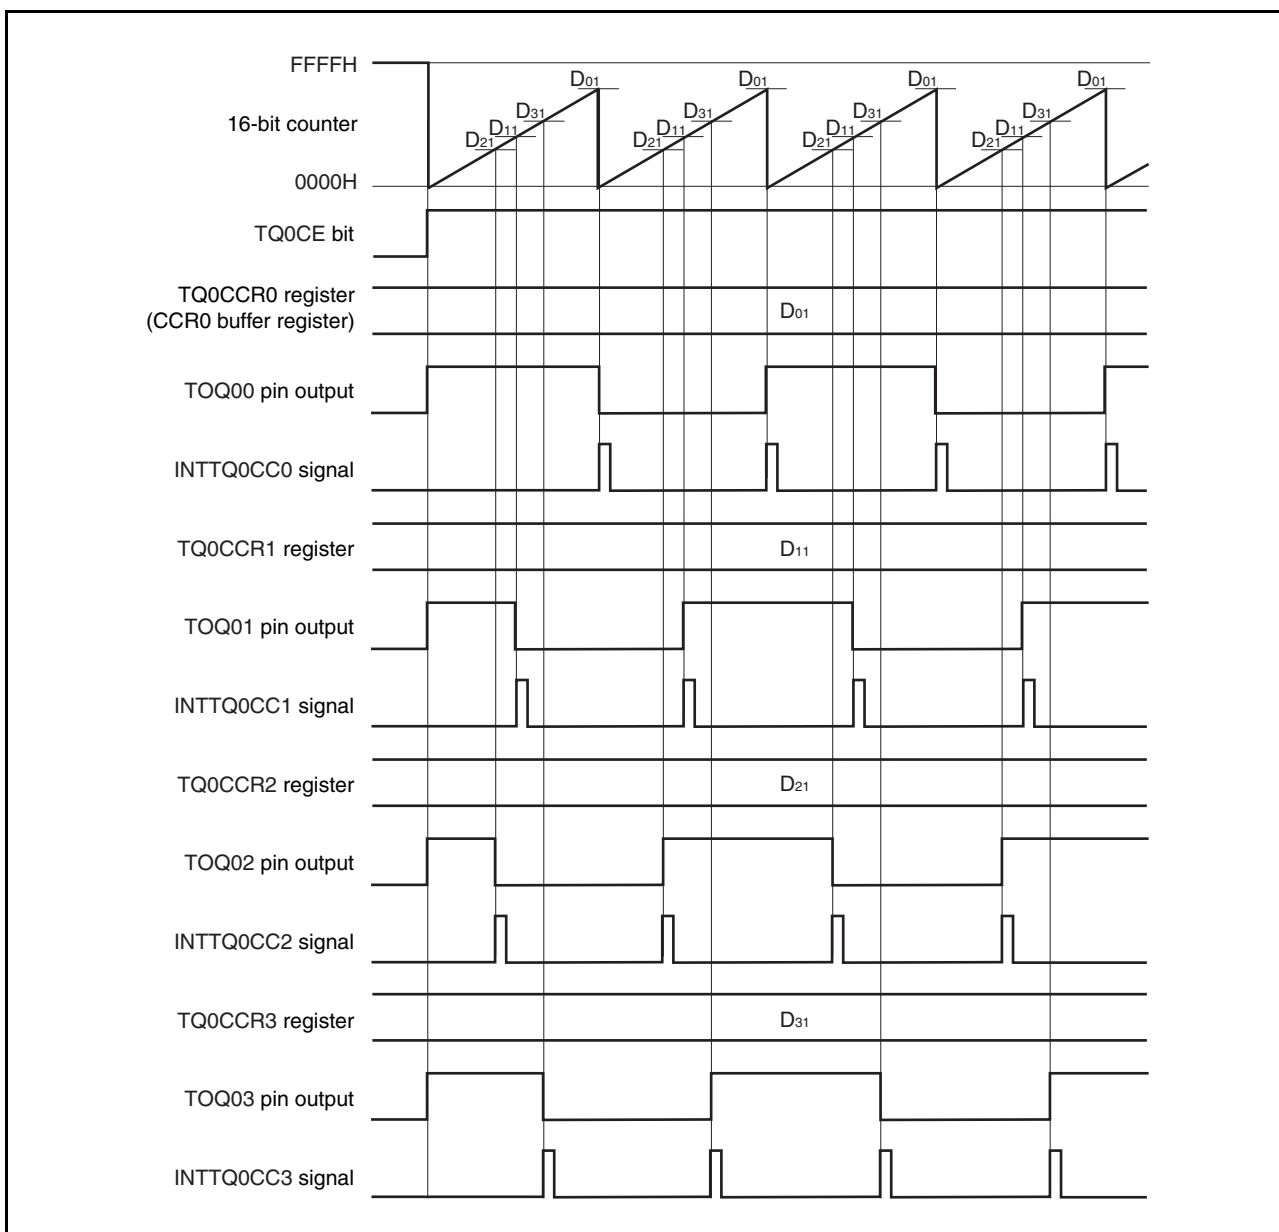 FFFFH
D01 D01 D01 D01
D31 D31 D31 D31
16-bit counter
D11 D11 D11 D11
D21 D21 D21 D21
0000H
TQ0CE bit
TQ0CCR0 register
(CCR0 buffer register)
D01
TOQ00 pin output
INTTQ0CC0 signal
TQ0CCR1 register
D11
TOQ01 pin output
INTTQ0CC1 signal
TQ0CCR2 register
D21
TOQ02 pin output
INTTQ0CC2 signal
TQ0CCR3 register
D31
TOQ03 pin output
INTTQ0CC3 signal